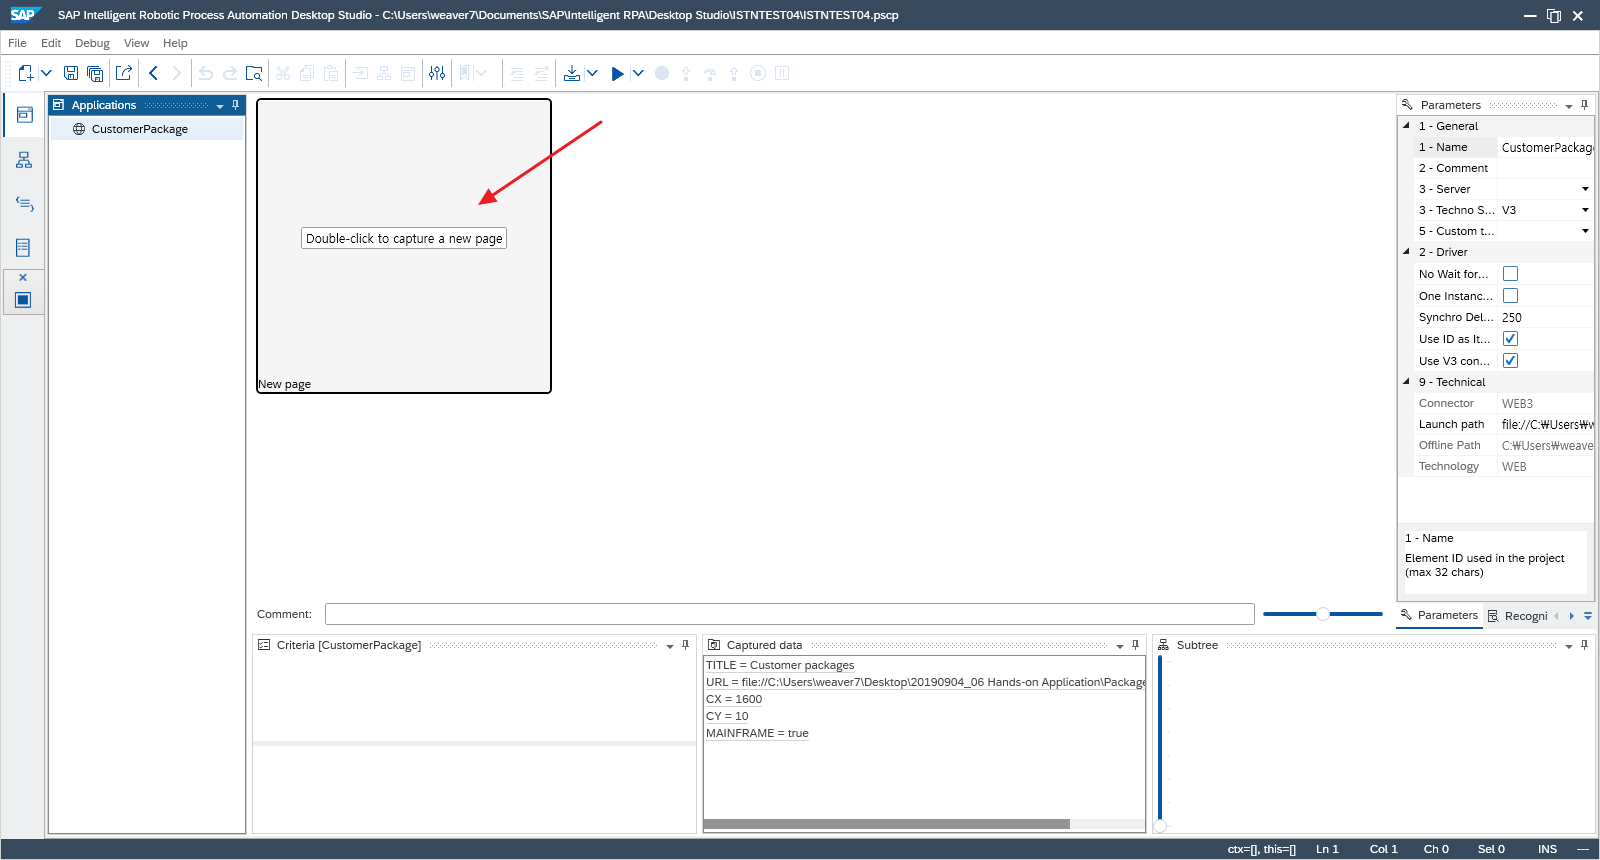 SAP SAP Intelligent Robotic Process Automation Desktop Studio - C:\Users\weaver7\Documents\SAP\Intelligent RPA\Desktop Studio\ISTNTEST04\ISTNTEST04.pscp
File Edit Debug View Help
Applications
CustomerPackage
Double-click to capture a new page
New page
Parameters
1 - General
1 - Name CustomerPackag
2 - Comment
3 - Server
3 - Techno S... V3
5 - Custom t...
2 - Driver
No Wait for...
One Instanc...
Synchro Del... 250
Use ID as It...
Use V3 con...
9 - Technical
Connector WEB3
Launch path file://C:₩Users₩w
Offline Path C:₩Users₩weave
Technology WEB
1 - Name
Element ID used in the project
(max 32 chars)
Parameters Recogni
Comment:
Criteria [CustomerPackage]
Captured data
TITLE = Customer packages
URL = file://C:\Users\weaver7\Desktop\20190904_06 Hands-on Application\Package
CX = 1600
CY = 10
MAINFRAME = true
Subtree
ctx=[], this=[] Ln 1 Col 1 Ch 0 Sel 0 INS ---